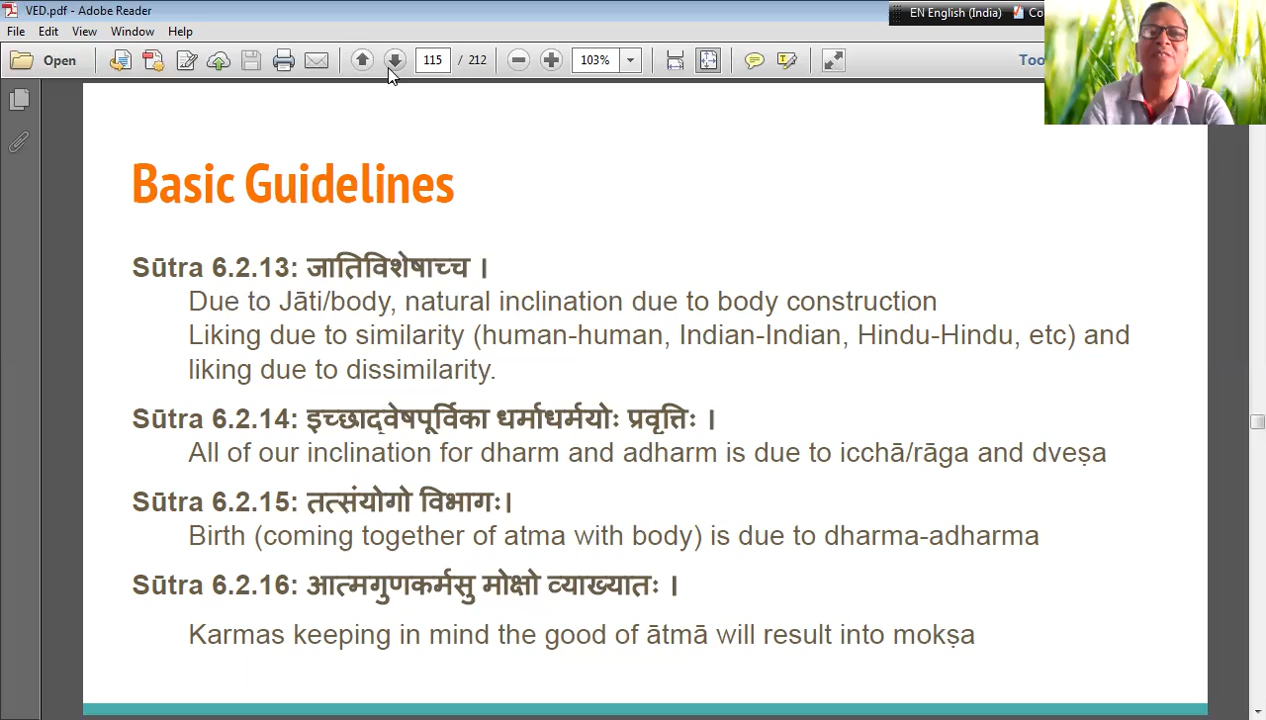 VED.pdf - Adobe Reader
EN English (India) Co
File Edit View Window Help
Open 115 / 212 103%
Basic Guidelines
Sūtra 6.2.13: जातिविशेषाच्च ।
Due to Jāti/body, natural inclination due to body construction
Liking due to similarity (human-human, Indian-Indian, Hindu-Hindu, etc) and
liking due to dissimilarity.
Sūtra 6.2.14: इच्छाद्वेषपूर्विका धर्माधर्मयोः प्रवृत्तिः ।
All of our inclination for dharm and adharm is due to icchā/rāga and dveṣa
Sūtra 6.2.15: तत्संयोगो विभागः।
Birth (coming together of atma with body) is due to dharma-adharma
Sūtra 6.2.16: आत्मगुणकर्मसु मोक्षो व्याख्यातः ।
Karmas keeping in mind the good of ātmā will result into mokṣa